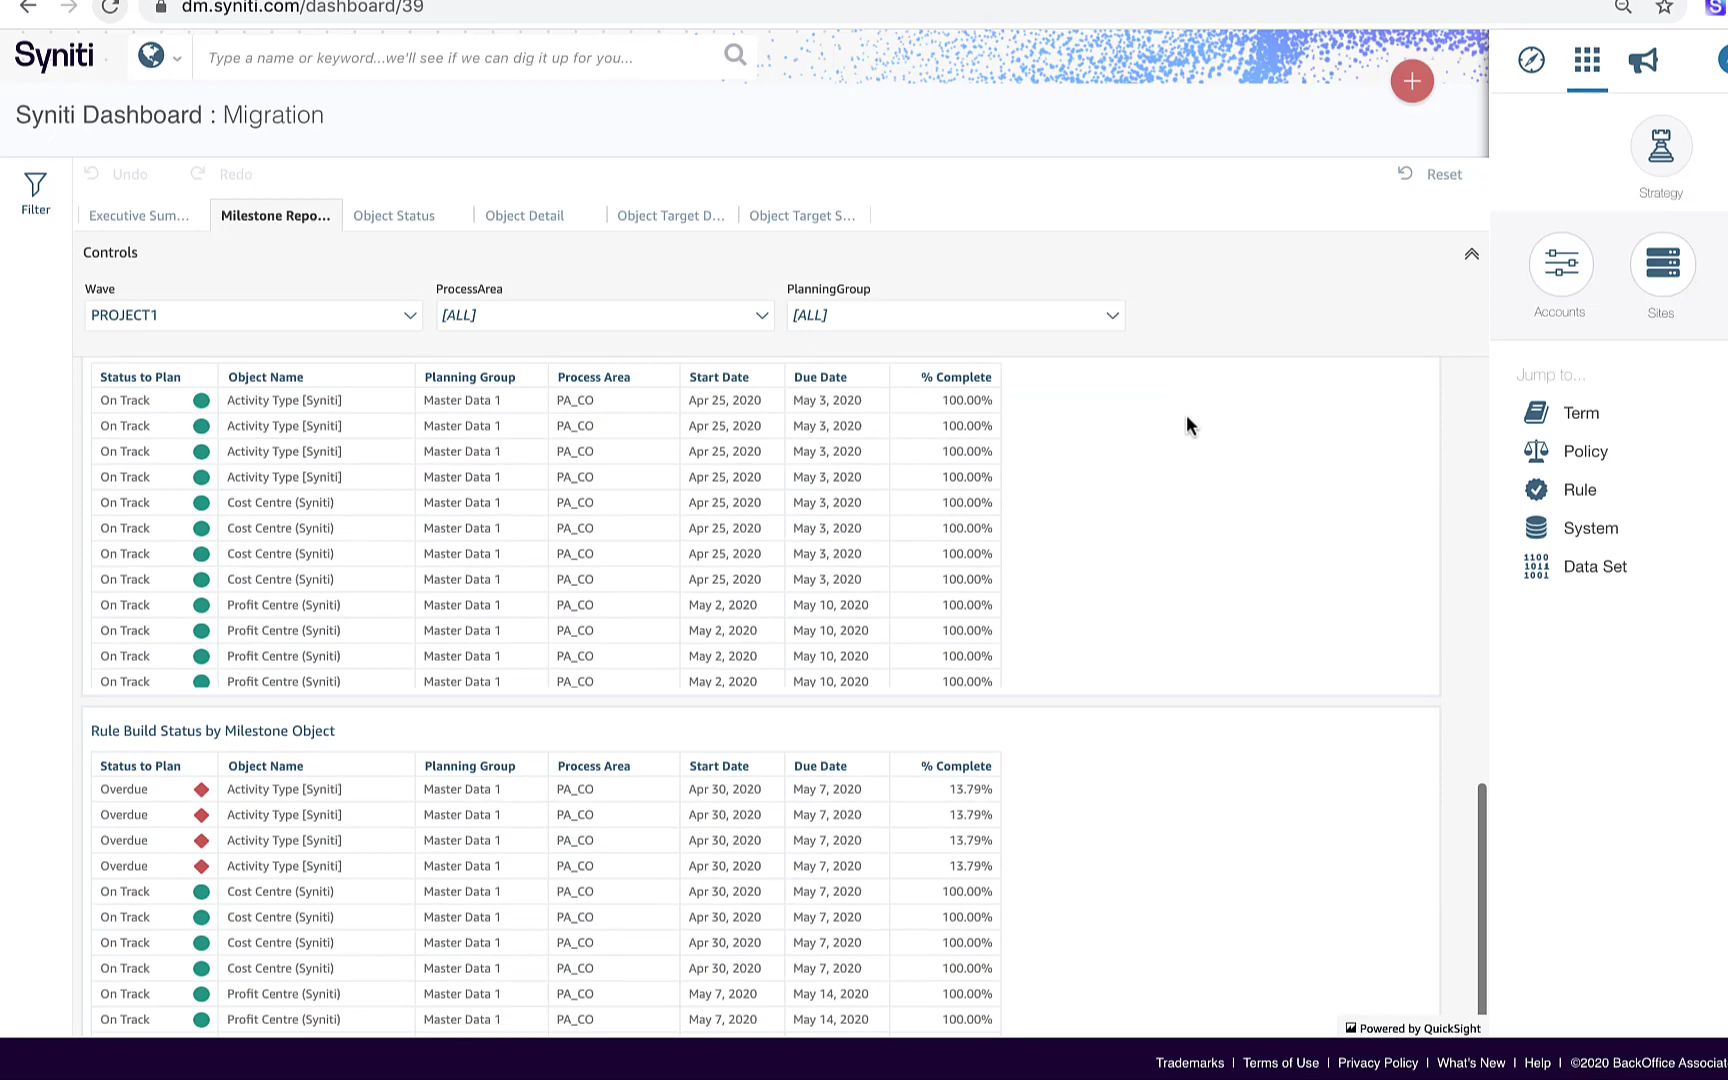 dm.syniti.com/dashboard/39
Syniti
Type a name or keyword...we'll see if we can dig it up for you...
Syniti Dashboard : Migration
Strategy
Filter
Undo Redo Reset
Executive Sum... Milestone Repo... Object Status Object Detail Object Target D... Object Target S...
Controls
Wave ProcessArea PlanningGroup
PROJECT1 [ALL] [ALL]
Accounts Sites
Jump to...
Term
Policy
Rule
System
Data Set
Status to Plan Object Name Planning Group Process Area Start Date Due Date % Complete
On Track Activity Type [Syniti] Master Data 1 PA_CO Apr 25, 2020 May 3, 2020 100.00%
On Track Activity Type [Syniti] Master Data 1 PA_CO Apr 25, 2020 May 3, 2020 100.00%
On Track Activity Type [Syniti] Master Data 1 PA_CO Apr 25, 2020 May 3, 2020 100.00%
On Track Activity Type [Syniti] Master Data 1 PA_CO Apr 25, 2020 May 3, 2020 100.00%
On Track Cost Centre (Syniti) Master Data 1 PA_CO Apr 25, 2020 May 3, 2020 100.00%
On Track Cost Centre (Syniti) Master Data 1 PA_CO Apr 25, 2020 May 3, 2020 100.00%
On Track Cost Centre (Syniti) Master Data 1 PA_CO Apr 25, 2020 May 3, 2020 100.00%
On Track Cost Centre (Syniti) Master Data 1 PA_CO Apr 25, 2020 May 3, 2020 100.00%
On Track Profit Centre (Syniti) Master Data 1 PA_CO May 2, 2020 May 10, 2020 100.00%
On Track Profit Centre (Syniti) Master Data 1 PA_CO May 2, 2020 May 10, 2020 100.00%
On Track Profit Centre (Syniti) Master Data 1 PA_CO May 2, 2020 May 10, 2020 100.00%
On Track Profit Centre (Syniti) Master Data 1 PA_CO May 2, 2020 May 10, 2020 100.00%
Rule Build Status by Milestone Object
Status to Plan Object Name Planning Group Process Area Start Date Due Date % Complete
Overdue Activity Type [Syniti] Master Data 1 PA_CO Apr 30, 2020 May 7, 2020 13.79%
Overdue Activity Type [Syniti] Master Data 1 PA_CO Apr 30, 2020 May 7, 2020 13.79%
Overdue Activity Type [Syniti] Master Data 1 PA_CO Apr 30, 2020 May 7, 2020 13.79%
Overdue Activity Type [Syniti] Master Data 1 PA_CO Apr 30, 2020 May 7, 2020 13.79%
On Track Cost Centre (Syniti) Master Data 1 PA_CO Apr 30, 2020 May 7, 2020 100.00%
On Track Cost Centre (Syniti) Master Data 1 PA_CO Apr 30, 2020 May 7, 2020 100.00%
On Track Cost Centre (Syniti) Master Data 1 PA_CO Apr 30, 2020 May 7, 2020 100.00%
On Track Cost Centre (Syniti) Master Data 1 PA_CO Apr 30, 2020 May 7, 2020 100.00%
On Track Profit Centre (Syniti) Master Data 1 PA_CO May 7, 2020 May 14, 2020 100.00%
On Track Profit Centre (Syniti) Master Data 1 PA_CO May 7, 2020 May 14, 2020 100.00%
Powered by QuickSight
Trademarks | Terms of Use | Privacy Policy | What's New | Help | ©2020 BackOffice Associat